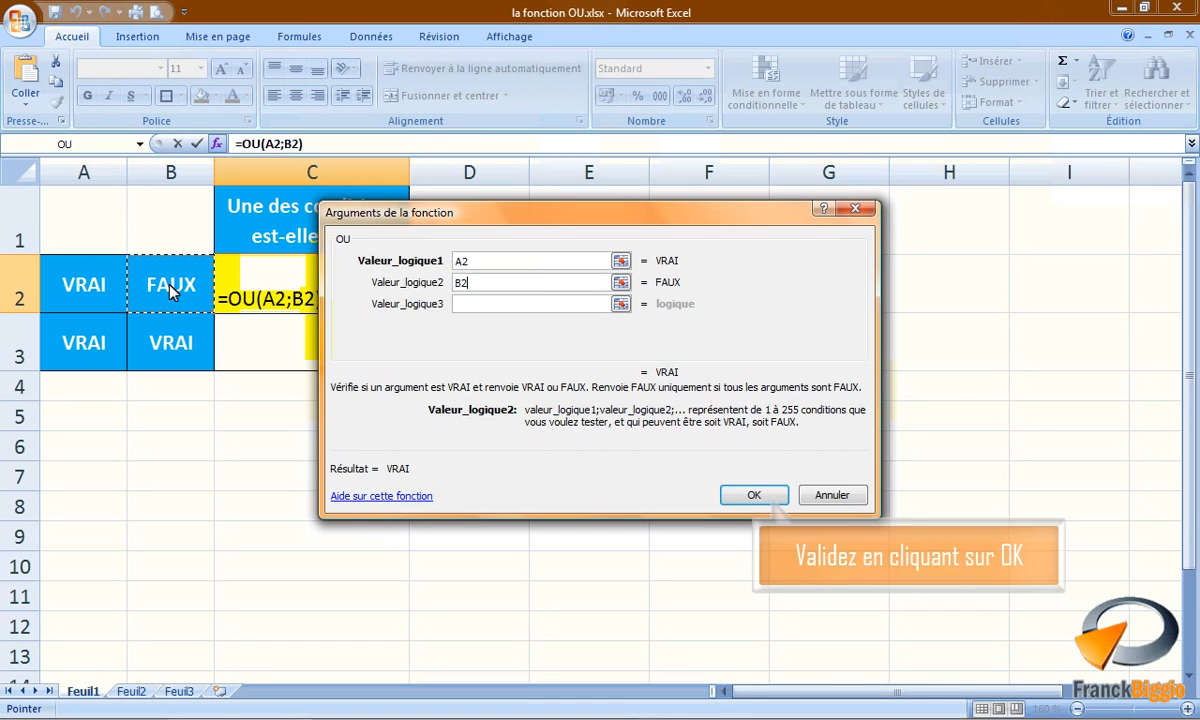 la fonction OU.xlsx - Microsoft Excel
Accueil
Insertion
Mise en page
Formules
Données
Révision
Affichage
Coller
11
Renvoyer à la ligne automatiquement
Fusionner et centrer
Standard
Mise en forme conditionnelle
Mettre sous forme de tableau
Styles de cellules
Insérer
Supprimer
Format
Trier et filtrer
Rechercher et sélectionner
G I S
% 000
Presse-...
Police
Alignement
Nombre
Style
Cellules
Édition
OU
fx
=OU(A2;B2)
A B C D E F G H I
1
Une des co
est-elle
2
VRAI
FAUX
=OU(A2;B2)
3
VRAI
VRAI
4
5
6
7
8
9
10
11
12
13
Arguments de la fonction
OU
Valeur_logique1 A2 = VRAI
Valeur_logique2 B2 = FAUX
Valeur_logique3 = logique
= VRAI
Vérifie si un argument est VRAI et renvoie VRAI ou FAUX. Renvoie FAUX uniquement si tous les arguments sont FAUX.
Valeur_logique2: valeur_logique1;valeur_logique2;... représentent de 1 à 255 conditions que
vous voulez tester, et qui peuvent être soit VRAI, soit FAUX.
Résultat = VRAI
Aide sur cette fonction
OK
Annuler
Validez en cliquant sur OK
FranckBiggio
Feuil1
Feuil2
Feuil3
Pointer
160 %